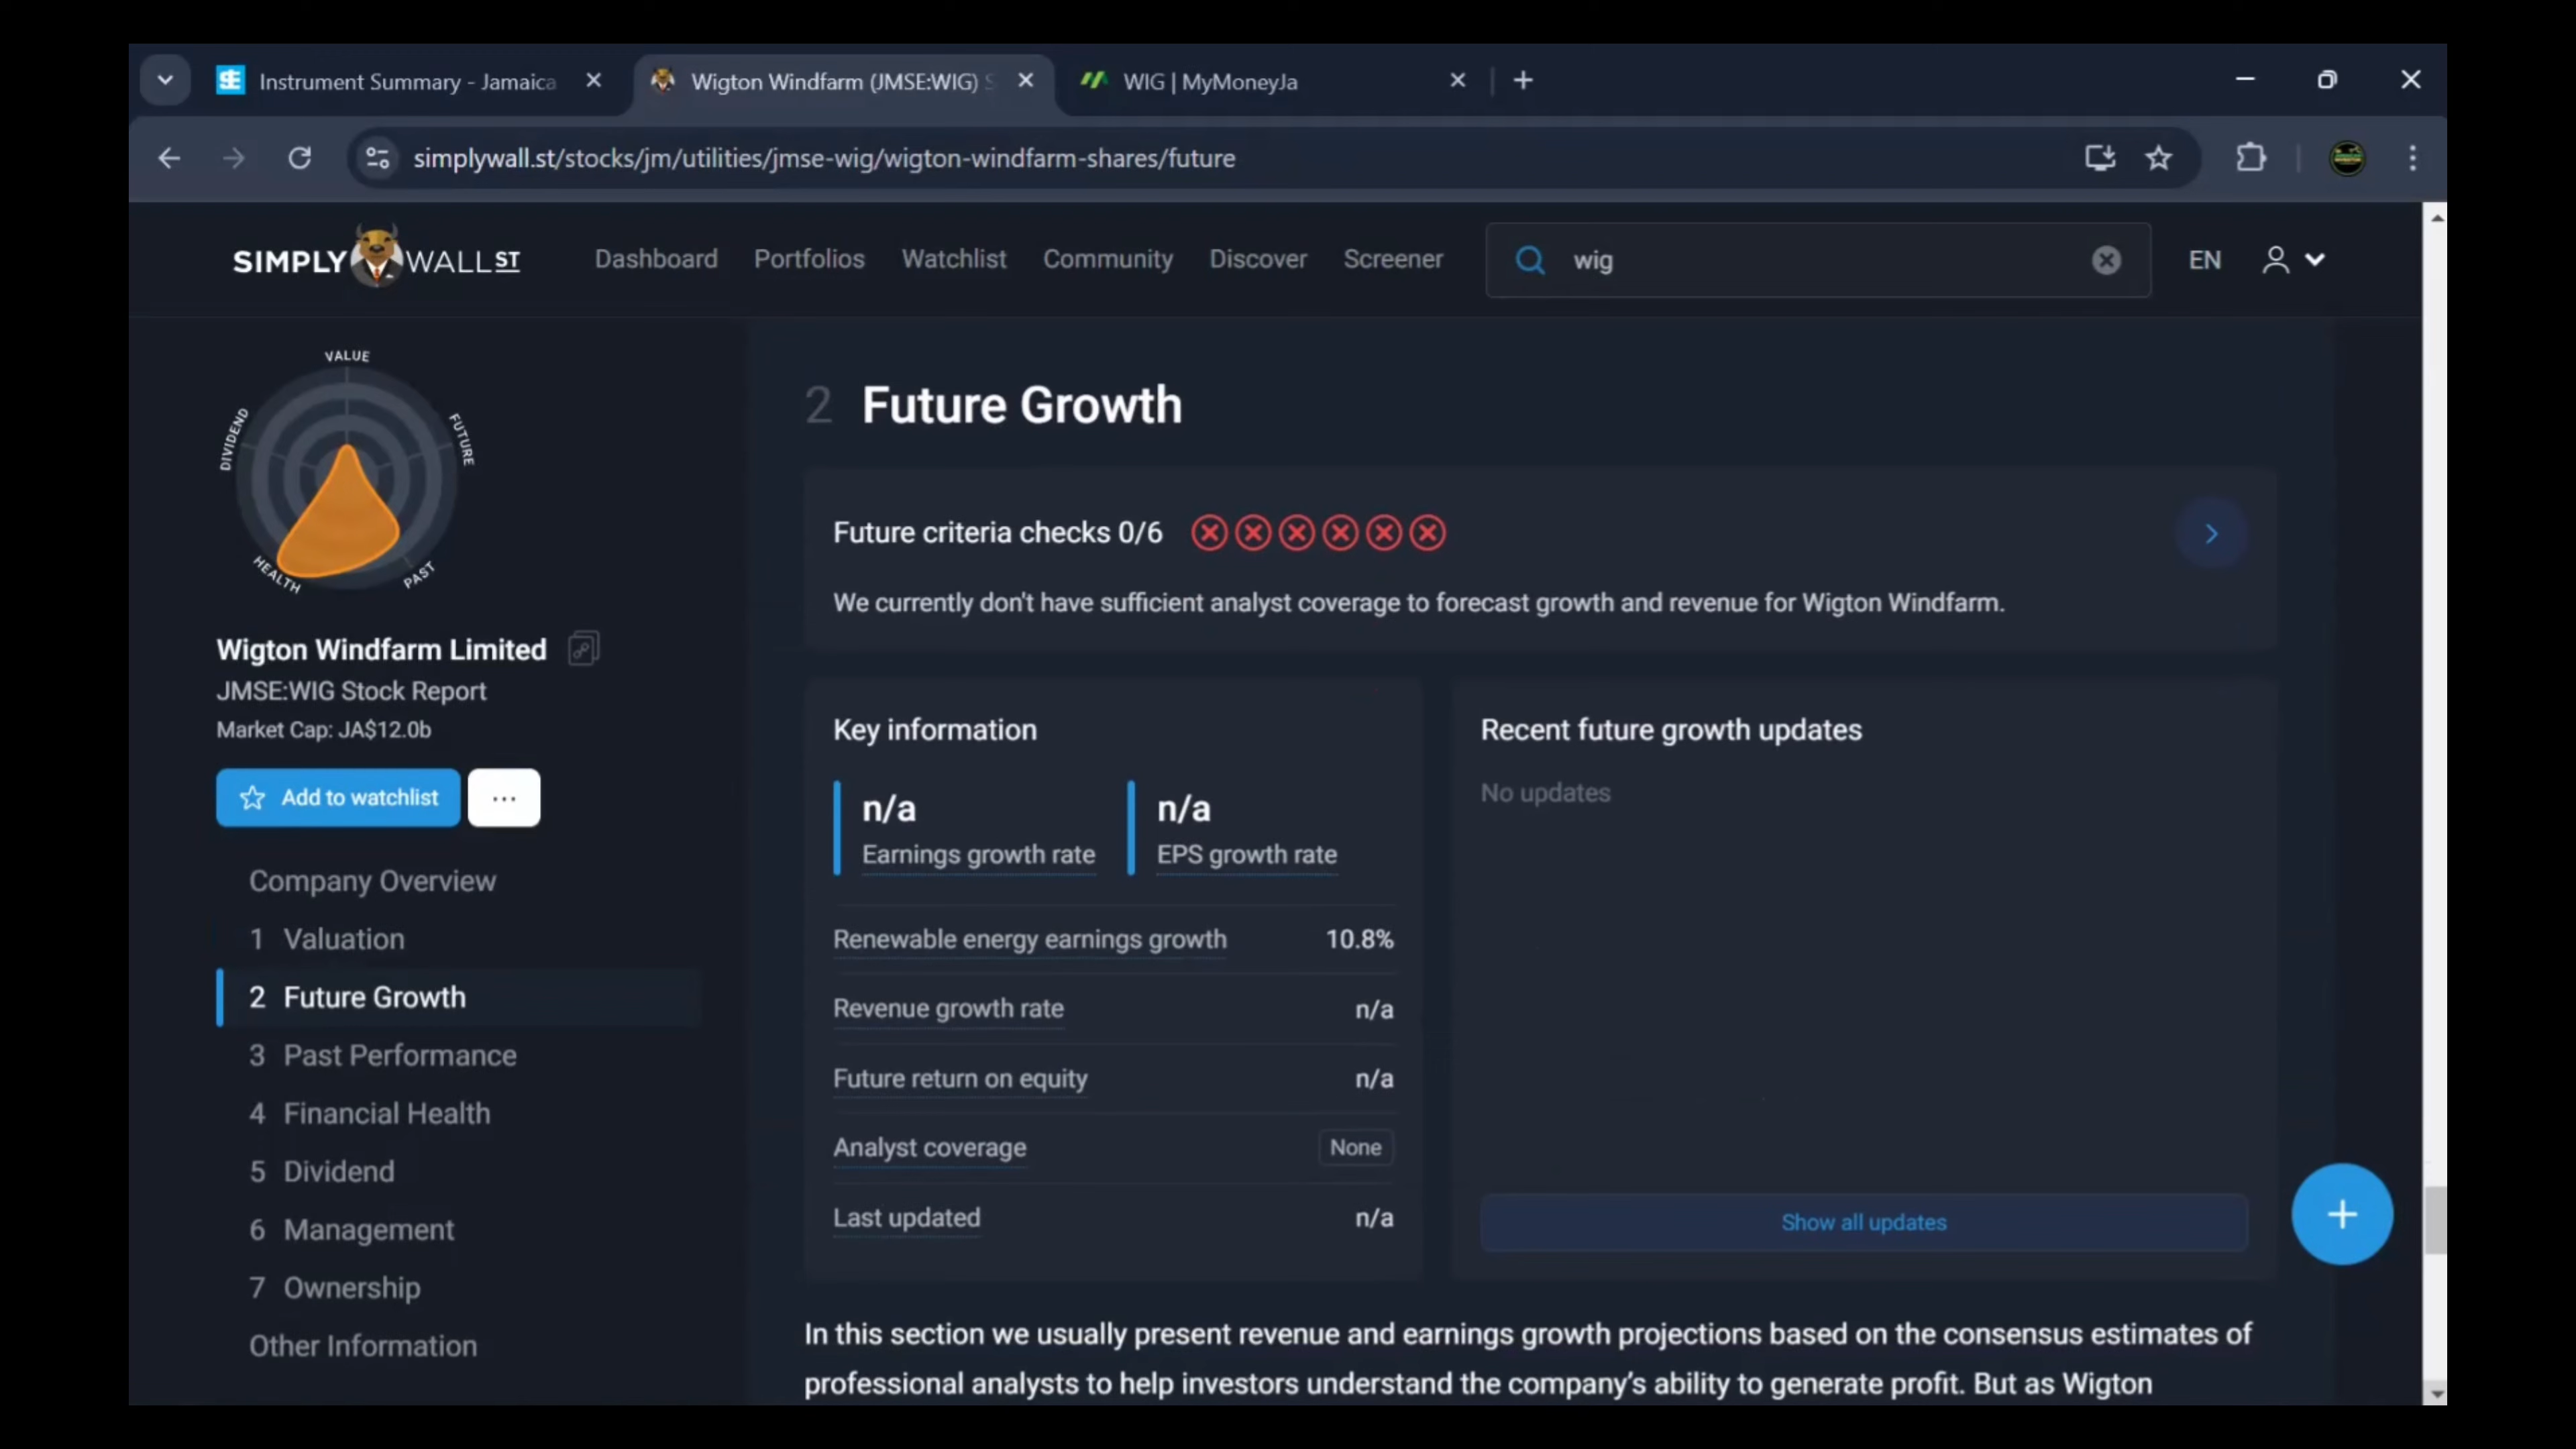 Instrument Summary - Jamaica
Wigton Windfarm (JMSE:WIG) S
WIG | MyMoneyJa
simplywall.st/stocks/jm/utilities/jmse-wig/wigton-windfarm-shares/future
SIMPLY WALL ST
Dashboard
Portfolios
Watchlist
Community
Discover
Screener
wig
EN
VALUE
FUTURE
PAST
HEALTH
DIVIDEND
Wigton Windfarm Limited
JMSE:WIG Stock Report
Market Cap: JA$12.0b
Add to watchlist
...
Company Overview
1 Valuation
2 Future Growth
3 Past Performance
4 Financial Health
5 Dividend
6 Management
7 Ownership
Other Information
2 Future Growth
Future criteria checks 0/6
We currently don't have sufficient analyst coverage to forecast growth and revenue for Wigton Windfarm.
Key information
n/a
Earnings growth rate
n/a
EPS growth rate
Renewable energy earnings growth 10.8%
Revenue growth rate n/a
Future return on equity n/a
Analyst coverage None
Last updated n/a
Recent future growth updates
No updates
Show all updates
In this section we usually present revenue and earnings growth projections based on the consensus estimates of
professional analysts to help investors understand the company's ability to generate profit. But as Wigton